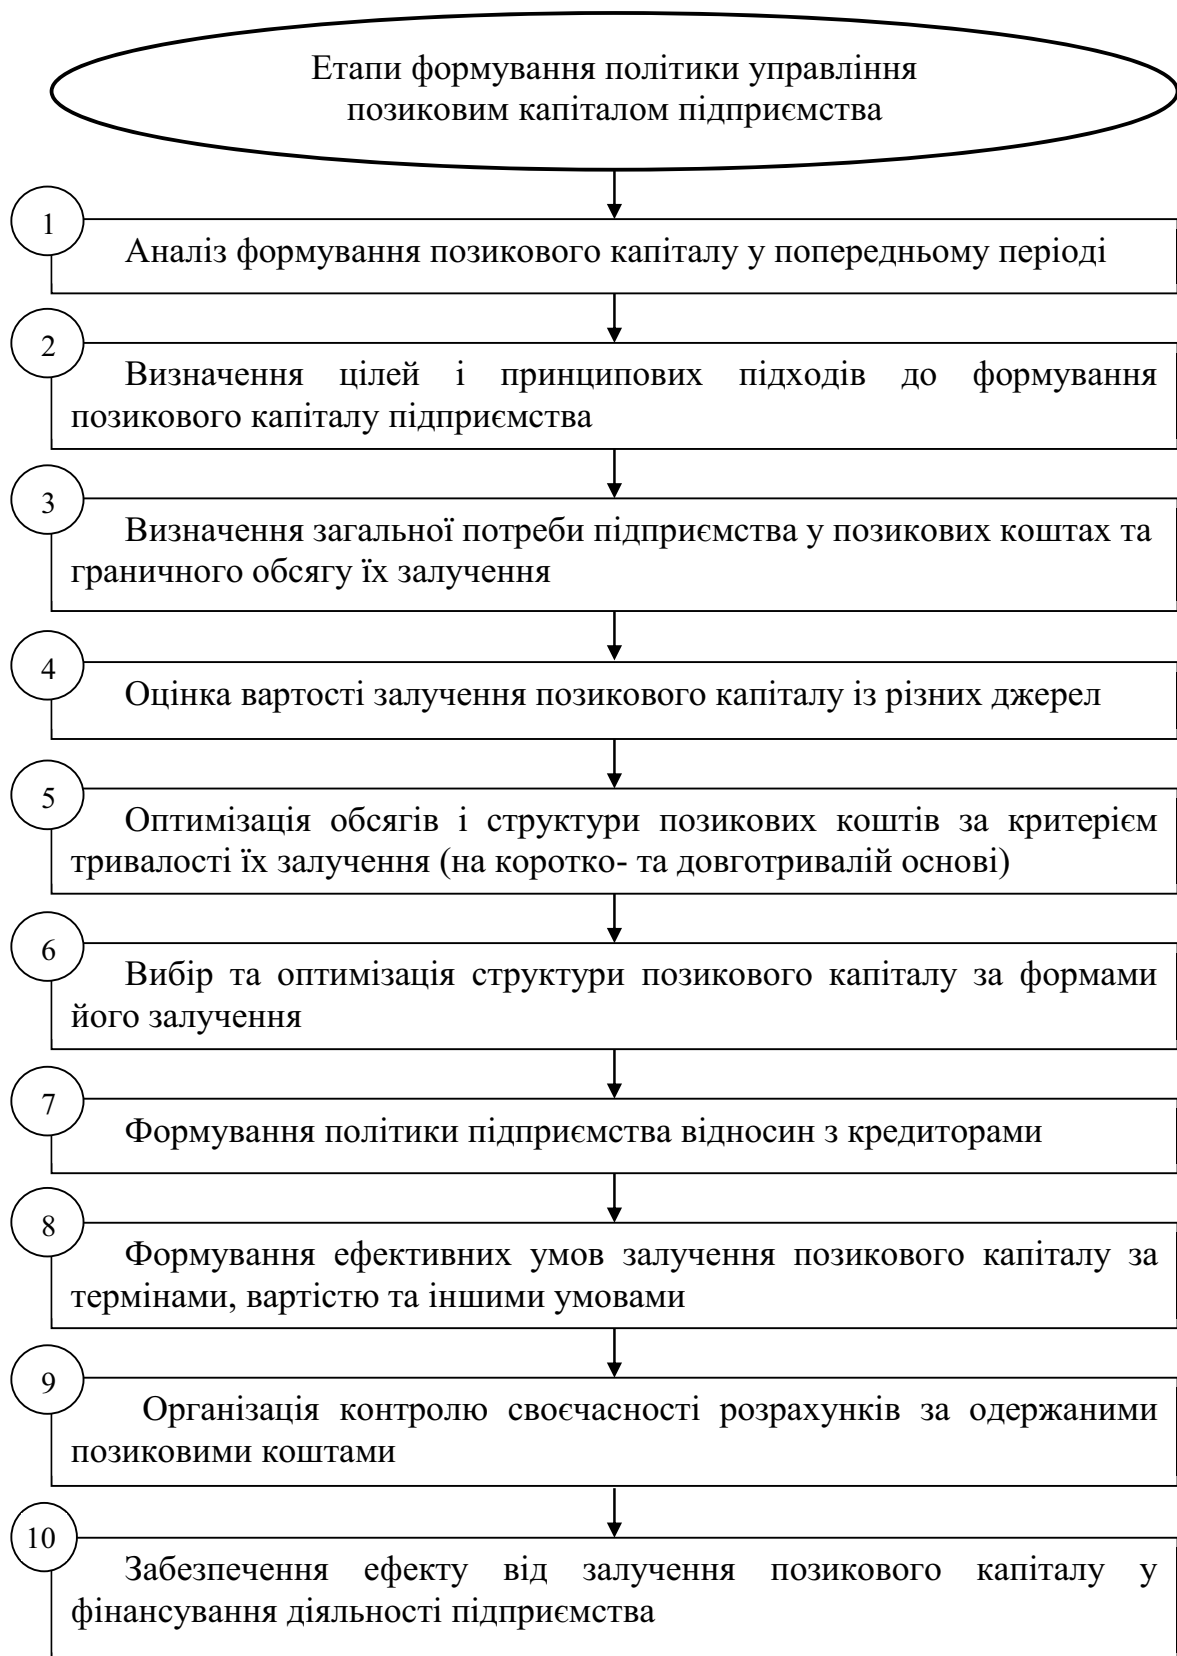 Етапи формування політики управління
позиковим капіталом підприємства
1
Аналіз формування позикового капіталу у попередньому періоді
2
Визначення цілей і принципових підходів до формування
позикового капіталу підприємства
3
Визначення загальної потреби підприємства у позикових коштах та
граничного обсягу їх залучення
4
Оцінка вартості залучення позикового капіталу із різних джерел
5
Оптимізація обсягів і структури позикових коштів за критерієм
тривалості їх залучення (на коротко- та довготривалій основі)
6
Вибір та оптимізація структури позикового капіталу за формами
його залучення
7
Формування політики підприємства відносин з кредиторами
8
Формування ефективних умов залучення позикового капіталу за
термінами, вартістю та іншими умовами
9
Організація контролю своєчасності розрахунків за одержаними
позиковими коштами
10
Забезпечення ефекту від залучення позикового капіталу у
фінансування діяльності підприємства